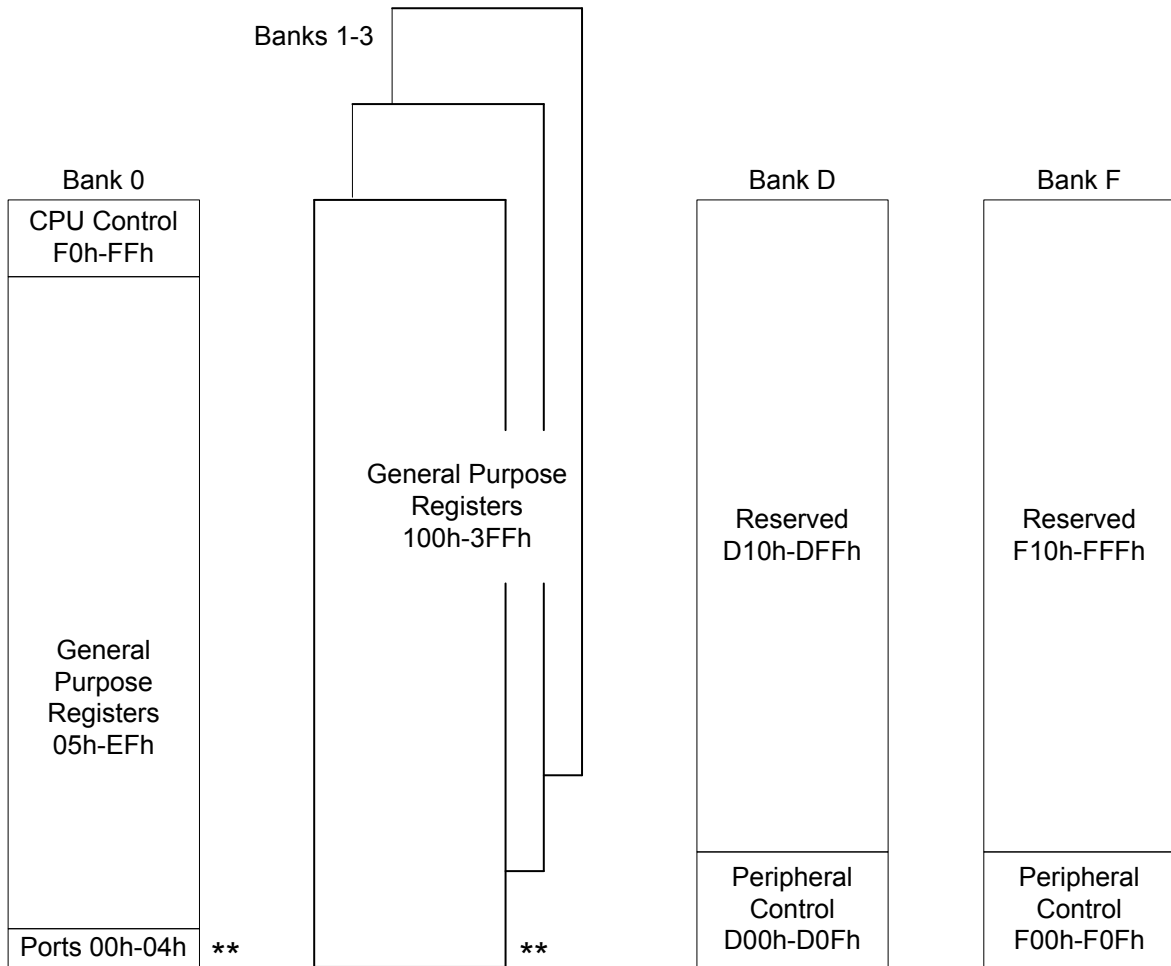 Banks 1-3
Bank 0
CPU Control
F0h-FFh
General
Purpose
Registers
05h-EFh
Ports 00h-04h
**
General Purpose
Registers
100h-3FFh
**
Bank D
Reserved
D10h-DFFh
Peripheral
Control
D00h-D0Fh
Bank F
Reserved
F10h-FFFh
Peripheral
Control
F00h-F0Fh